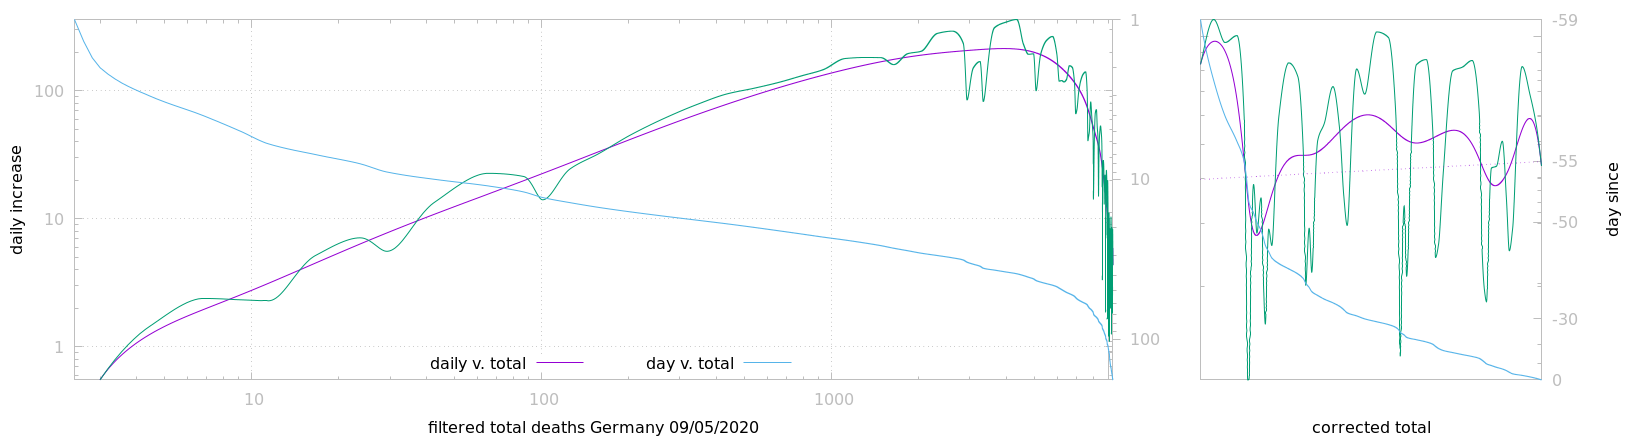 daily increase
100
10
1
daily v. total
day v. total
10
100
1000
filtered total deaths Germany 09/05/2020
1
10
100
-59
-55
-50
-30
0
day since
corrected total